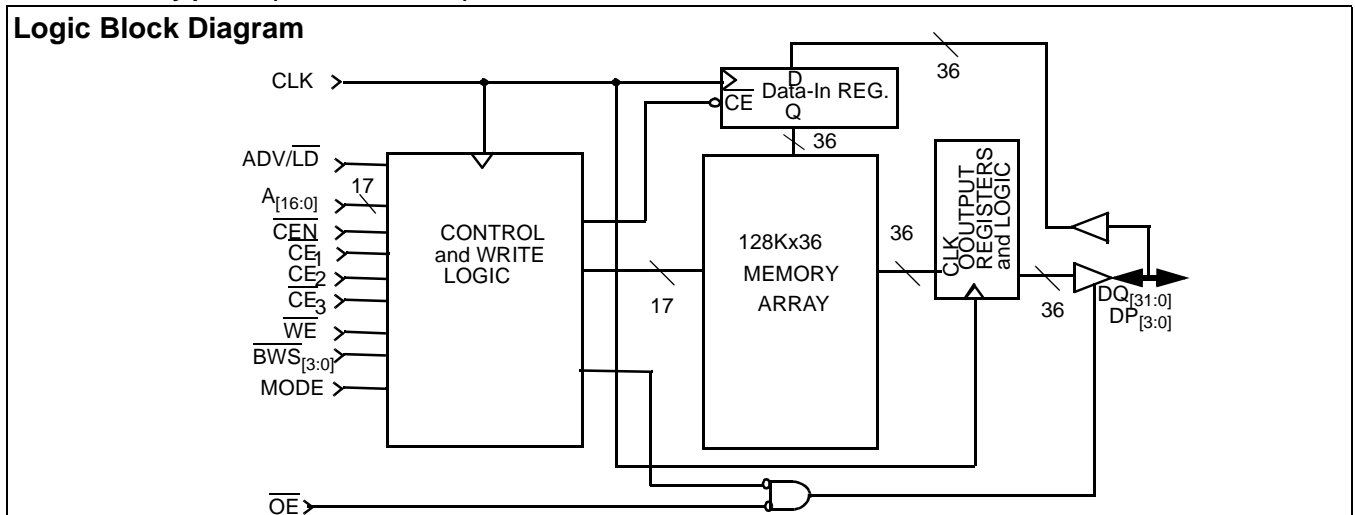 Logic Block Diagram
CLK
36
D
CE Data-In REG.
Q
36
ADV/LD
A[16:0]
17
CEN
CE1
CE2
CE3
WE
BWS[3:0]
MODE
CONTROL
and WRITE
LOGIC
17
128Kx36
MEMORY
ARRAY
36
CLK
OOUTPUT
REGISTERS
and LOGIC
36
DQ[31:0]
DP[3:0]
OE